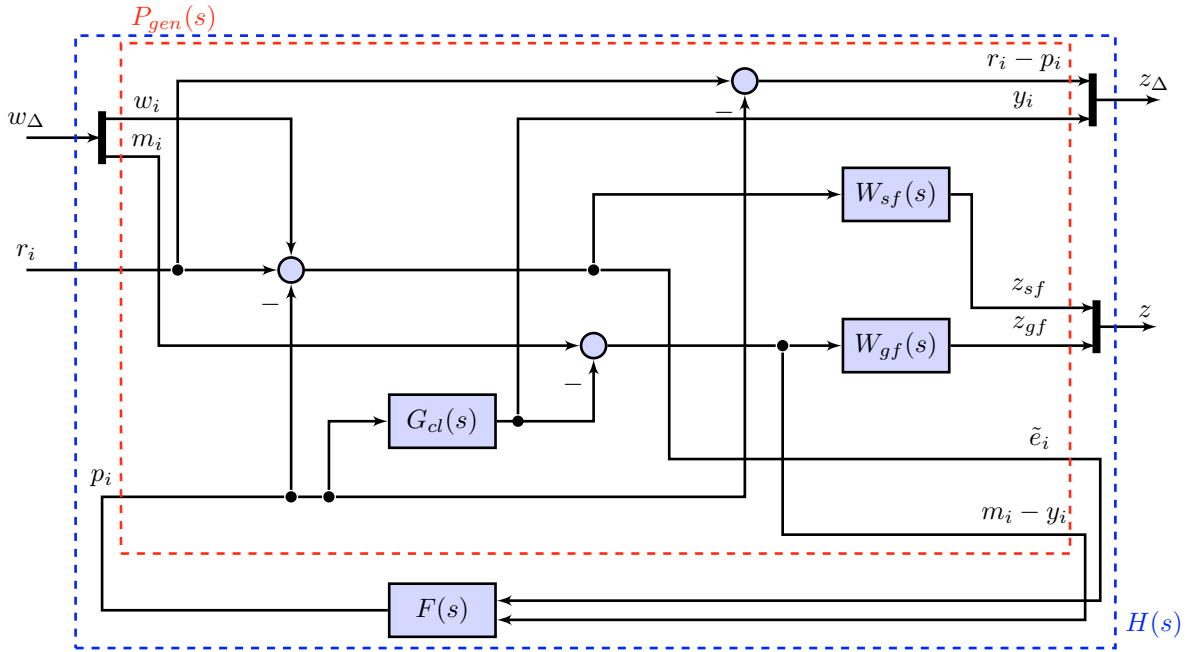 P_{gen}(s)
r_i − p_i
z_Δ
w_i
y_i
w_Δ
m_i
W_{sf}(s)
r_i
−
−
z_{sf}
z
z_{gf}
W_{gf}(s)
−
G_{cl}(s)
ẽ_i
p_i
m_i − y_i
F(s)
H(s)